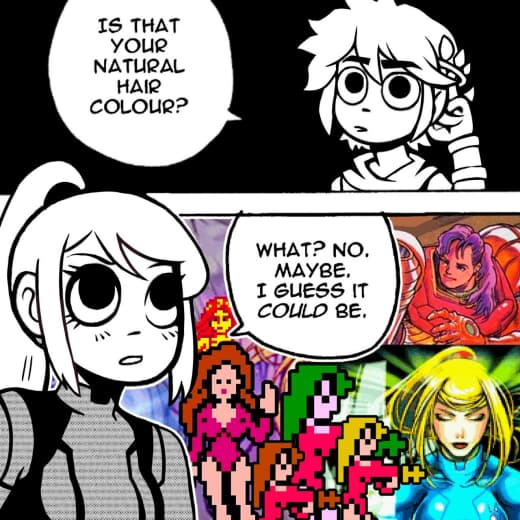 IS THAT
YOUR
NATURAL
HAIR
COLOUR?
WHAT? NO.
MAYBE.
I GUESS IT
COULD BE.